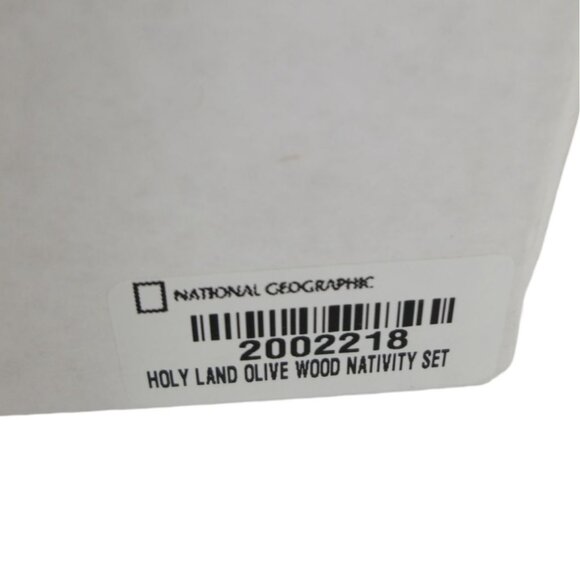 NATIONAL GEOGRAPHIC
2002218
HOLY LAND OLIVE WOOD NATIVITY SET